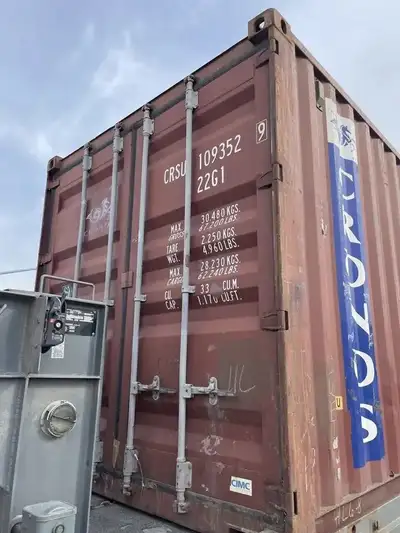 CRSU 109352 9
22G1
MAX. GROSS 30.480 KGS.
67.200 LBS.
TARE WGT. 2.250 KGS.
4.960 LBS.
MAX. CARGO 28.230 KGS.
62.240 LBS.
CU. CAP. 33 CU.M.
1.170 CU.FT.
CIMC
CRONOS